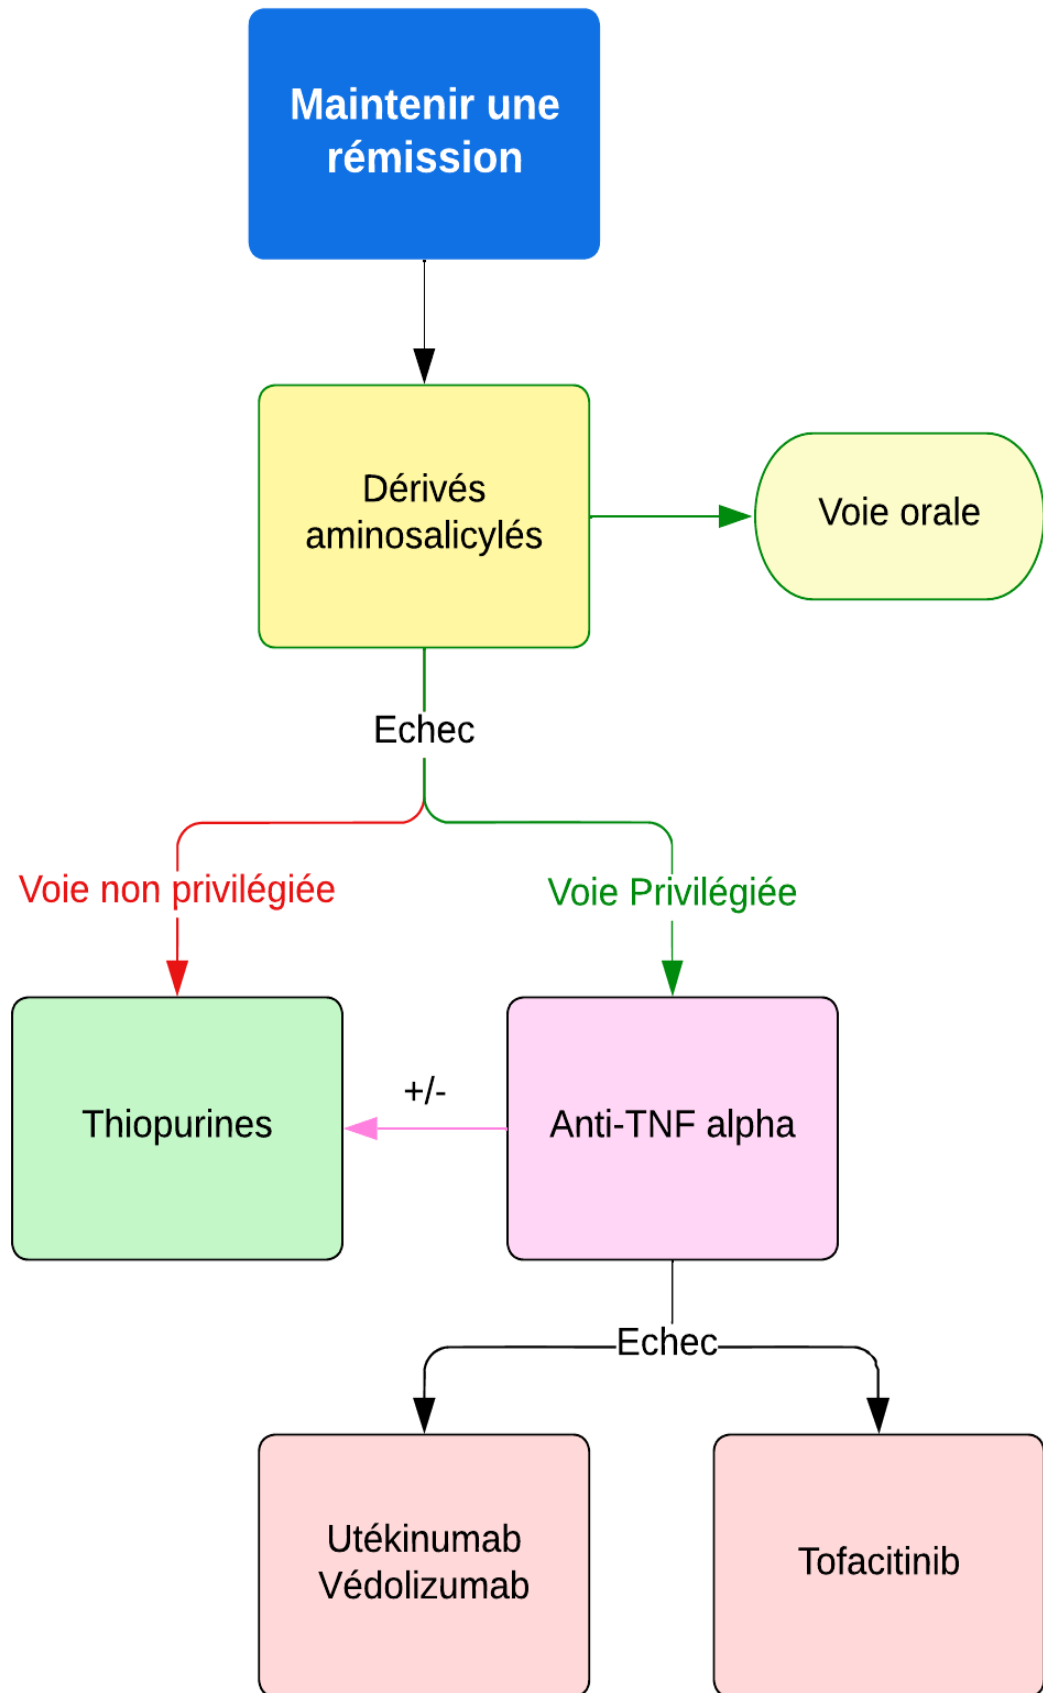 Maintenir une
rémission
Dérivés
aminosalicylés
Voie orale
Echec
Voie non privilégiée
Voie Privilégiée
Thiopurines
+/-
Anti-TNF alpha
Echec
Utékinumab
Védolizumab
Tofacitinib